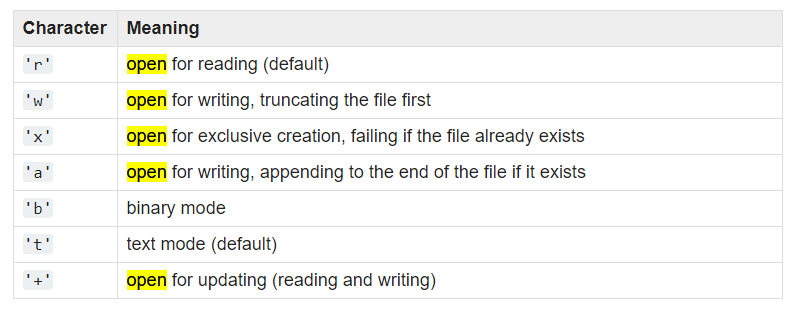 Character Meaning
'r' open for reading (default)
'w' open for writing, truncating the file first
'x' open for exclusive creation, failing if the file already exists
'a' open for writing, appending to the end of the file if it exists
'b' binary mode
't' text mode (default)
'+' open for updating (reading and writing)